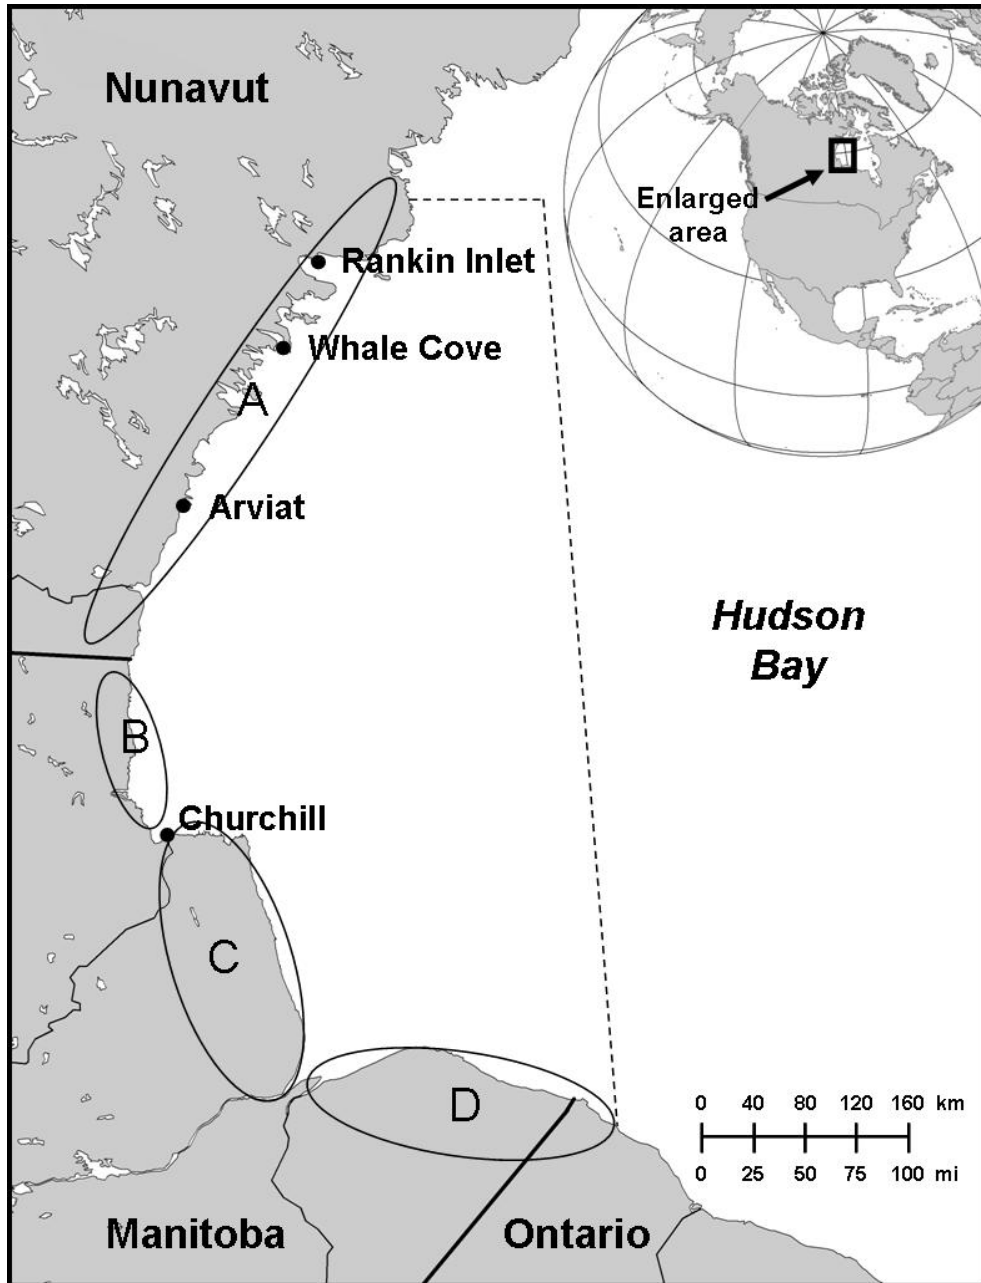 Nunavut
Enlarged
area
Rankin Inlet
Whale Cove
A
Arviat
Hudson
Bay
B
Churchill
C
D
0 40 80 120 160 km
0 25 50 75 100 mi
Manitoba
Ontario